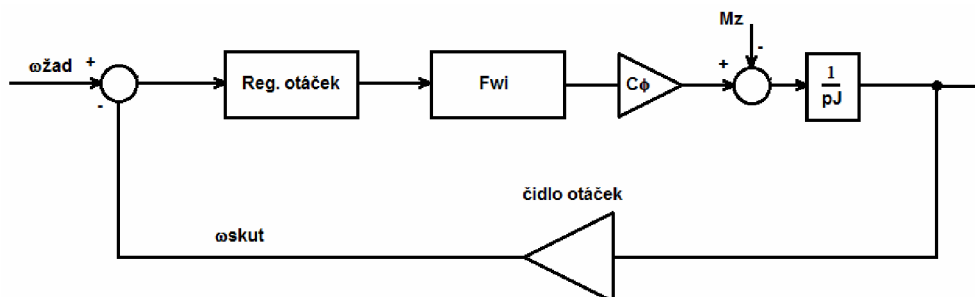 Mz
-
ωžad
+
-
Reg. otáček
Fwi
Cϕ
+
1
pJ
čidlo otáček
ωskut